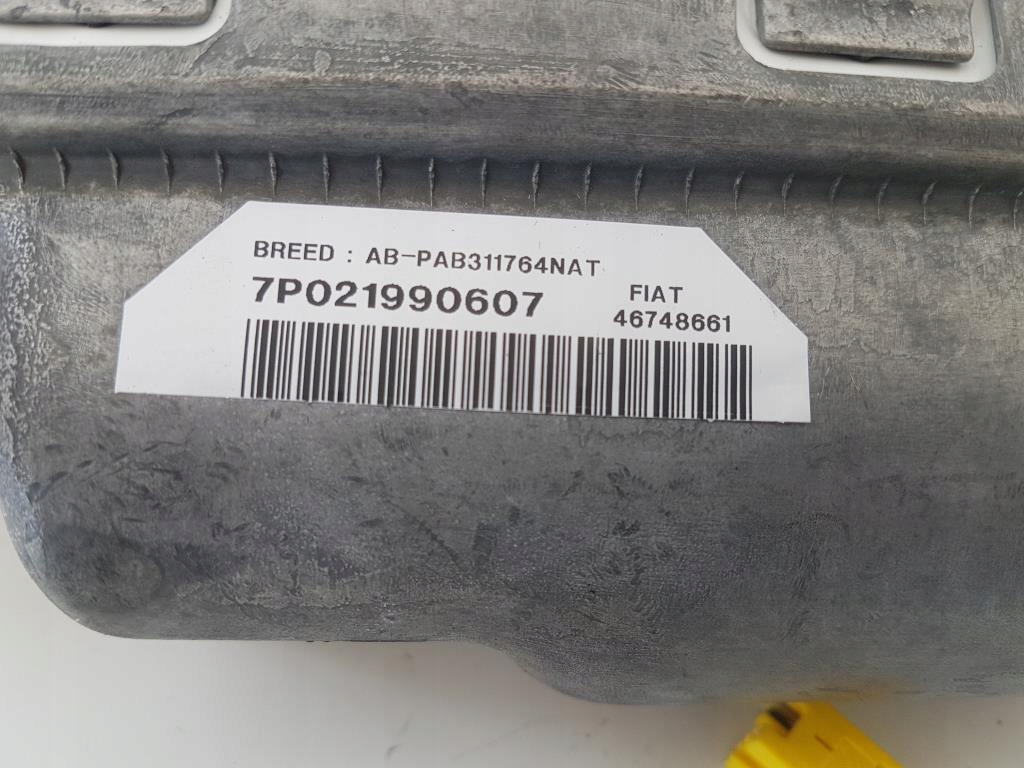 BREED : AB-PAB311764NAT
7P021990607
FIAT
46748661